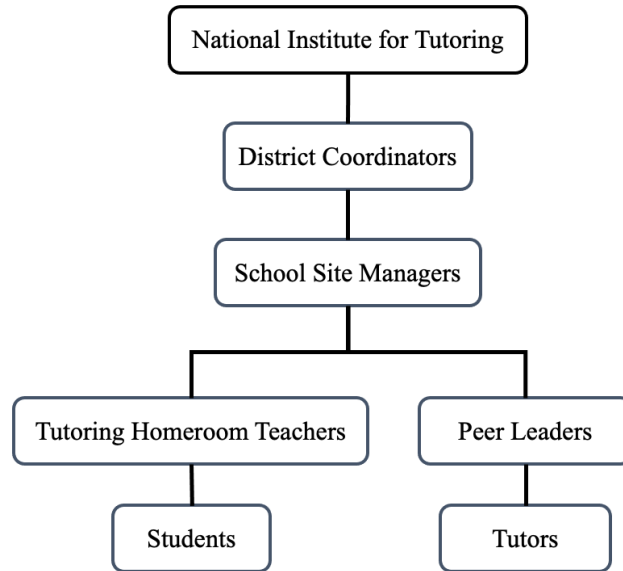 National Institute for Tutoring
District Coordinators
School Site Managers
Tutoring Homeroom Teachers
Peer Leaders
Students
Tutors